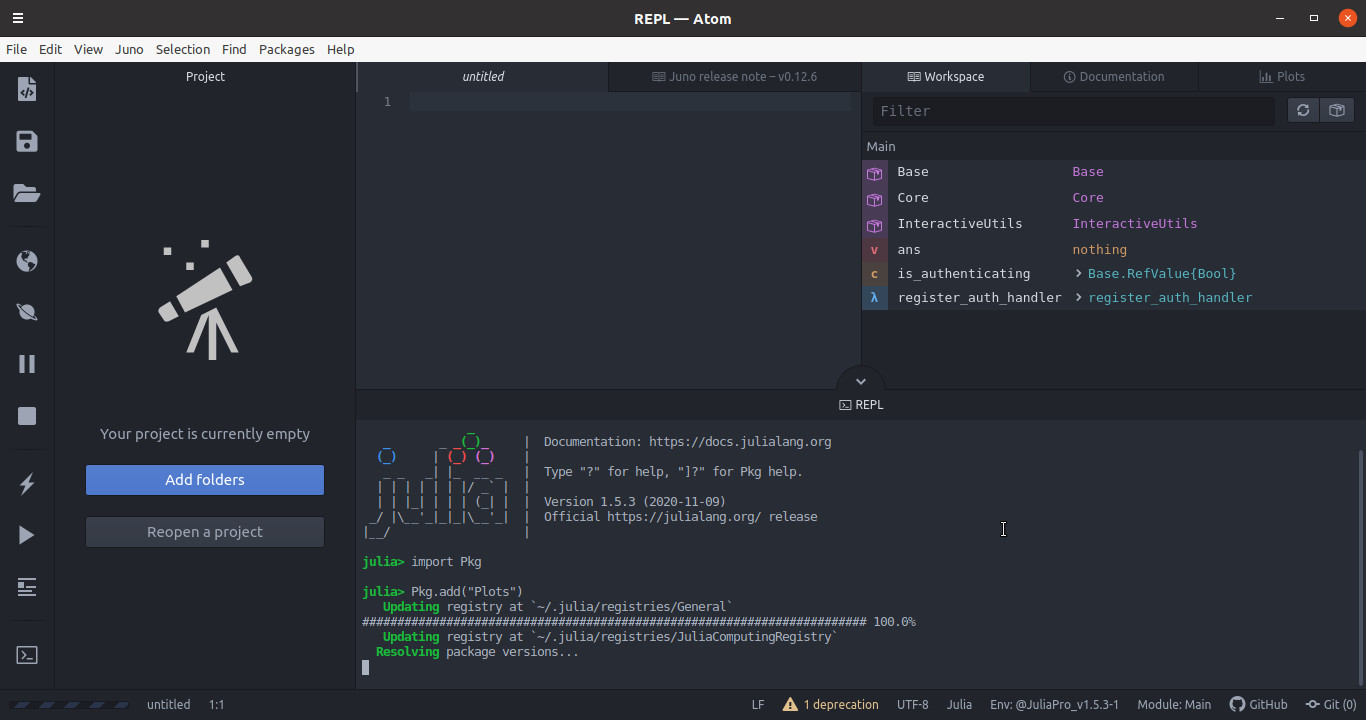 REPL — Atom
File Edit View Juno Selection Find Packages Help
Project
untitled
Juno release note – v0.12.6
Workspace
Documentation
Plots
1
Filter
Main
Base Base
Core Core
InteractiveUtils InteractiveUtils
v ans nothing
c is_authenticating > Base.RefValue{Bool}
λ register_auth_handler > register_auth_handler
Your project is currently empty
Add folders
Reopen a project
REPL
               _
   _       _ _(_)_     |  Documentation: https://docs.julialang.org
  (_)     | (_) (_)    |
   _ _   _| |_  __ _   |  Type "?" for help, "]?" for Pkg help.
  | | | | | | |/ _` |  |
  | | |_| | | | (_| |  |  Version 1.5.3 (2020-11-09)
 _/ |\__'_|_|_|\__'_|  |  Official https://julialang.org/ release
|__/                   |
julia> import Pkg
julia> Pkg.add("Plots")
Updating registry at `~/.julia/registries/General`
######################################################################## 100.0%
Updating registry at `~/.julia/registries/JuliaComputingRegistry`
Resolving package versions...
untitled 1:1 LF 1 deprecation UTF-8 Julia Env: @JuliaPro_v1.5.3-1 Module: Main GitHub Git (0)